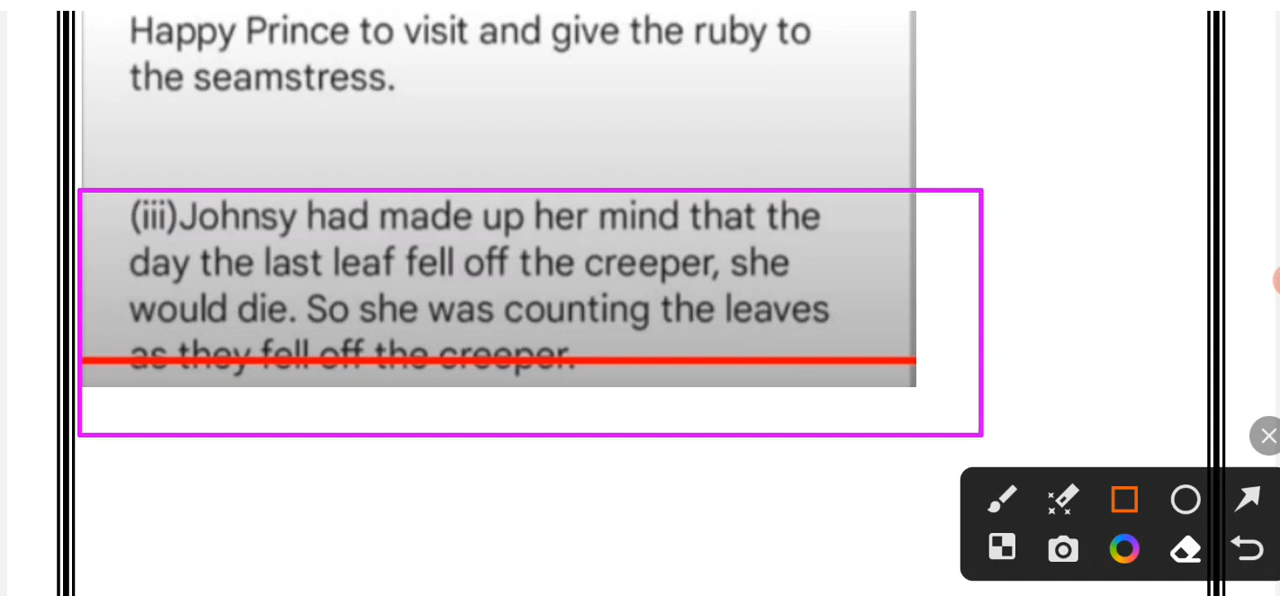 Happy Prince to visit and give the ruby to
the seamstress.
(iii)Johnsy had made up her mind that the
day the last leaf fell off the creeper, she
would die. So she was counting the leaves
as they fell off the creeper.